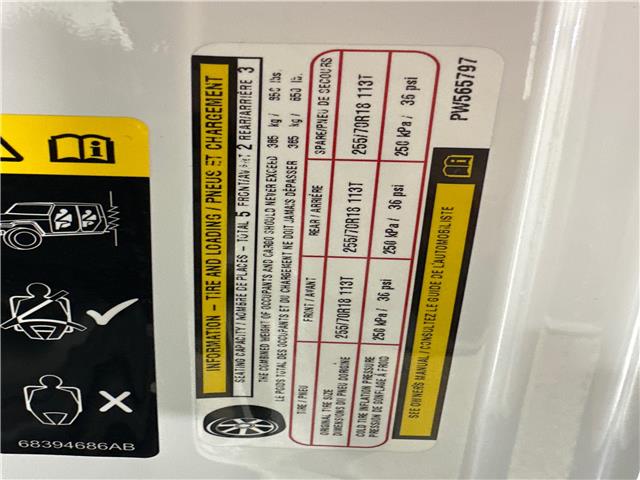 INFORMATION – TIRE AND LOADING / PNEUS ET CHARGEMENT
SEATING CAPACITY / NOMBRE DE PLACES – TOTAL 5 FRONT/AVANT 2 REAR/ARRIÈRE 3
THE COMBINED WEIGHT OF OCCUPANTS AND CARGO SHOULD NEVER EXCEED 385 kg / 850 lbs.
LE POIDS TOTAL DES OCCUPANTS ET DU CHARGEMENT NE DOIT JAMAIS DÉPASSER 385 kg / 850 lb.
TIRE / PNEU FRONT / AVANT REAR / ARRIÈRE SPARE/PNEU DE SECOURS
ORIGINAL TIRE SIZE
DIMENSIONS DU PNEU D'ORIGINE
255/70R18 113T 255/70R18 113T 255/70R18 113T
COLD TIRE INFLATION PRESSURE
PRESSION DE GONFLAGE À FROID
250 kPa / 36 psi 250 kPa / 36 psi 250 kPa / 36 psi
SEE OWNERS MANUAL / CONSULTEZ LE GUIDE DE L'AUTOMOBILISTE
PW565797
68394686AB